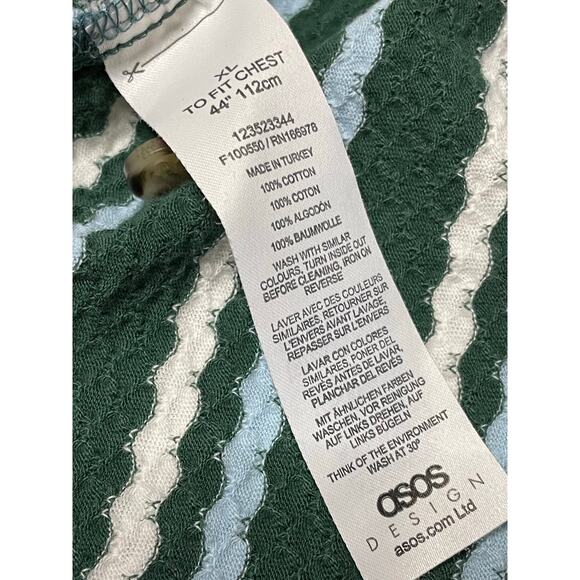 XL
TO FIT CHEST
44" 112cm
123523344
F100550 / RN166978
MADE IN TURKEY
100% COTTON
100% COTON
100% ALGODÓN
100% BAUMWOLLE
WASH WITH SIMILAR
COLOURS, TURN INSIDE OUT
BEFORE CLEANING, IRON ON
REVERSE
LAVER AVEC DES COULEURS
SIMILAIRES, RETOURNER SUR
L'ENVERS AVANT LAVAGE,
REPASSER SUR L'ENVERS
LAVAR CON COLORES
SIMILARES, PONER DEL
REVÉS ANTES DE LAVAR,
PLANCHAR DEL REVÉS
MIT ÄHNLICHEN FARBEN
WASCHEN, VOR REINIGUNG
AUF LINKS DREHEN, AUF
LINKS BÜGELN
THINK OF THE ENVIRONMENT
WASH AT 30°
asos
DESIGN
asos.com Ltd